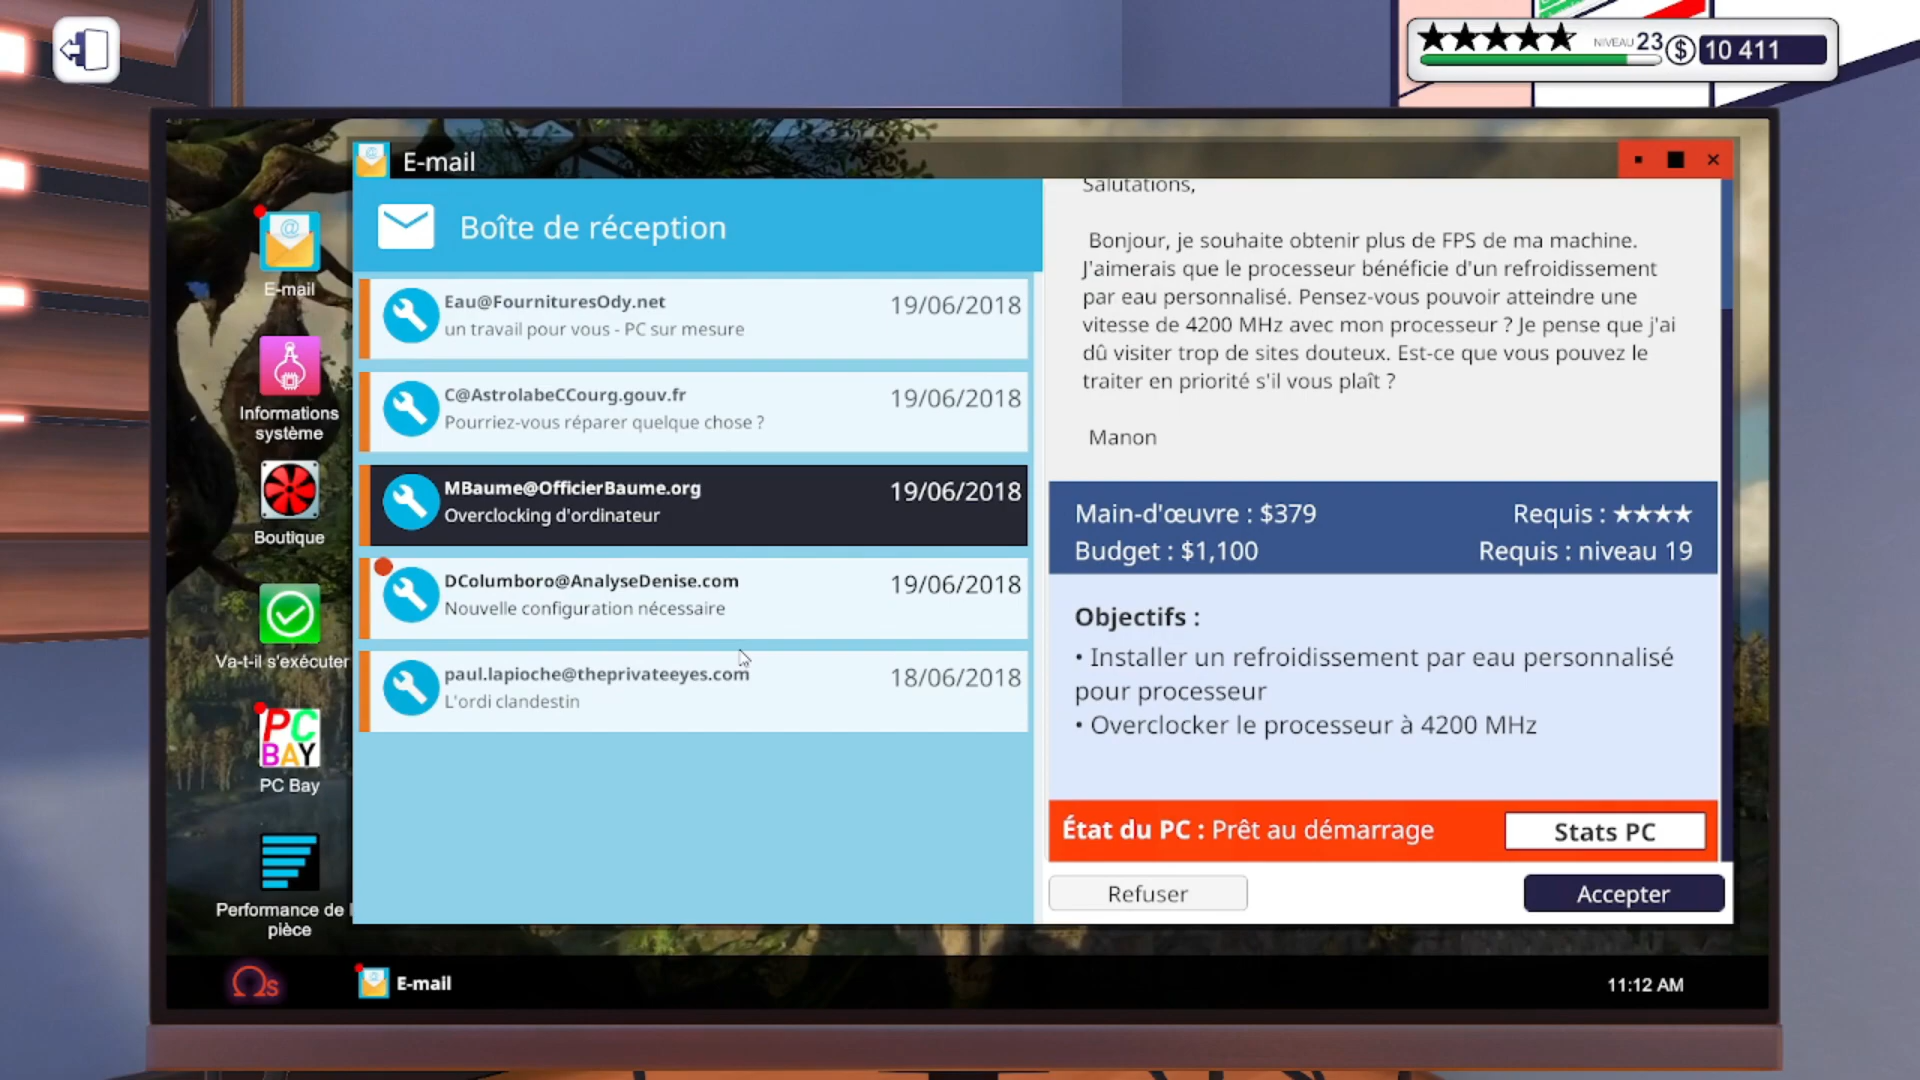 NIVEAU 23 $ 10 411
E-mail
Boîte de réception
Eau@FournituresOdy.net
19/06/2018
un travail pour vous - PC sur mesure
C@AstrolabeCCourg.gouv.fr
19/06/2018
Pourriez-vous réparer quelque chose ?
MBaume@OfficierBaume.org
19/06/2018
Overclocking d'ordinateur
DColumboro@AnalyseDenise.com
19/06/2018
Nouvelle configuration nécessaire
paul.lapioche@theprivateeyes.com
18/06/2018
L'ordi clandestin
Salutations,
Bonjour, je souhaite obtenir plus de FPS de ma machine.
J'aimerais que le processeur bénéficie d'un refroidissement
par eau personnalisé. Pensez-vous pouvoir atteindre une
vitesse de 4200 MHz avec mon processeur ? Je pense que j'ai
dû visiter trop de sites douteux. Est-ce que vous pouvez le
traiter en priorité s'il vous plaît ?
Manon
Main-d'œuvre : $379
Requis : ★★★★
Budget : $1,100
Requis : niveau 19
Objectifs :
• Installer un refroidissement par eau personnalisé
pour processeur
• Overclocker le processeur à 4200 MHz
État du PC : Prêt au démarrage
Stats PC
Refuser
Accepter
E-mail
Informations
système
Boutique
Va-t-il s'exécuter
PC
BAY
PC Bay
Performance de
pièce
Ωs
E-mail
11:12 AM